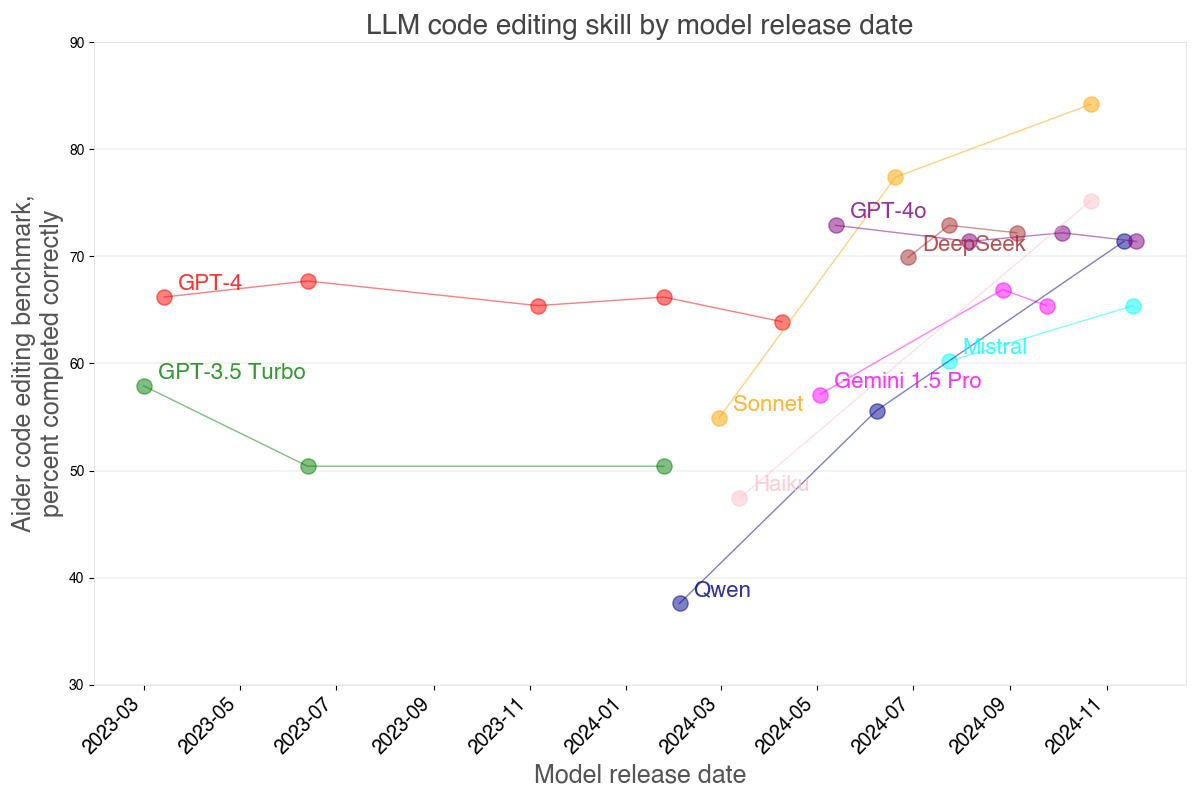 LLM code editing skill by model release date
Aider code editing benchmark,
percent completed correctly
90
80
70
60
50
40
30
GPT-4o
DeepSeek
GPT-4
Mistral
GPT-3.5 Turbo
Gemini 1.5 Pro
Sonnet
Haiku
Qwen
2023-03
2023-05
2023-07
2023-09
2023-11
2024-01
2024-03
2024-05
2024-07
2024-09
2024-11
Model release date